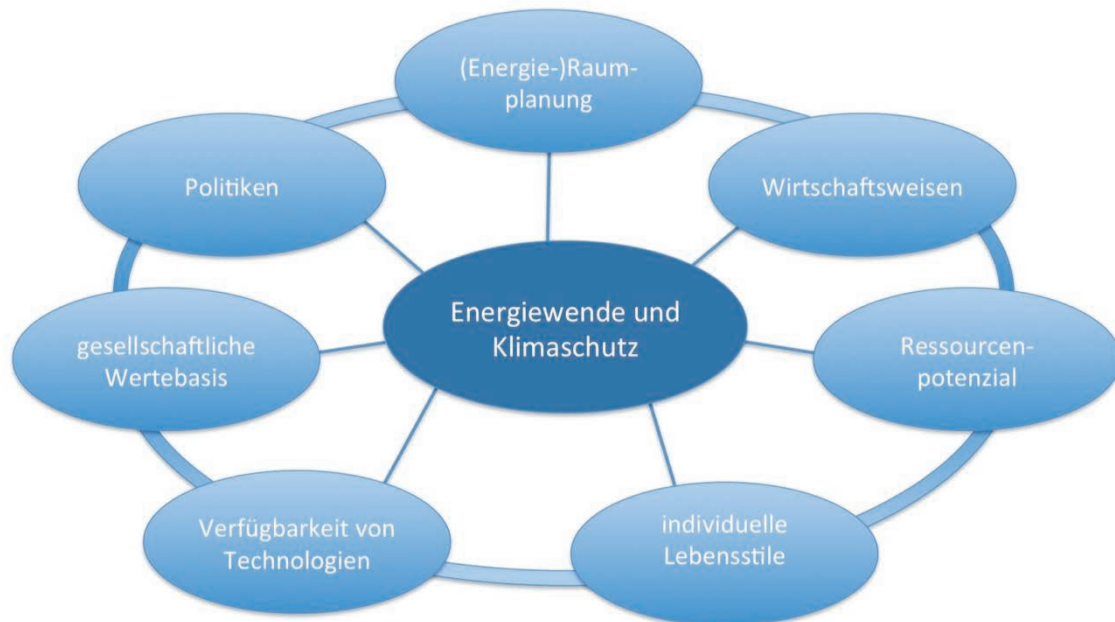 (Energie-)Raum-
planung
Politiken
Wirtschaftsweisen
Energiewende und
Klimaschutz
gesellschaftliche
Wertebasis
Ressourcen-
potenzial
Verfügbarkeit von
Technologien
individuelle
Lebensstile